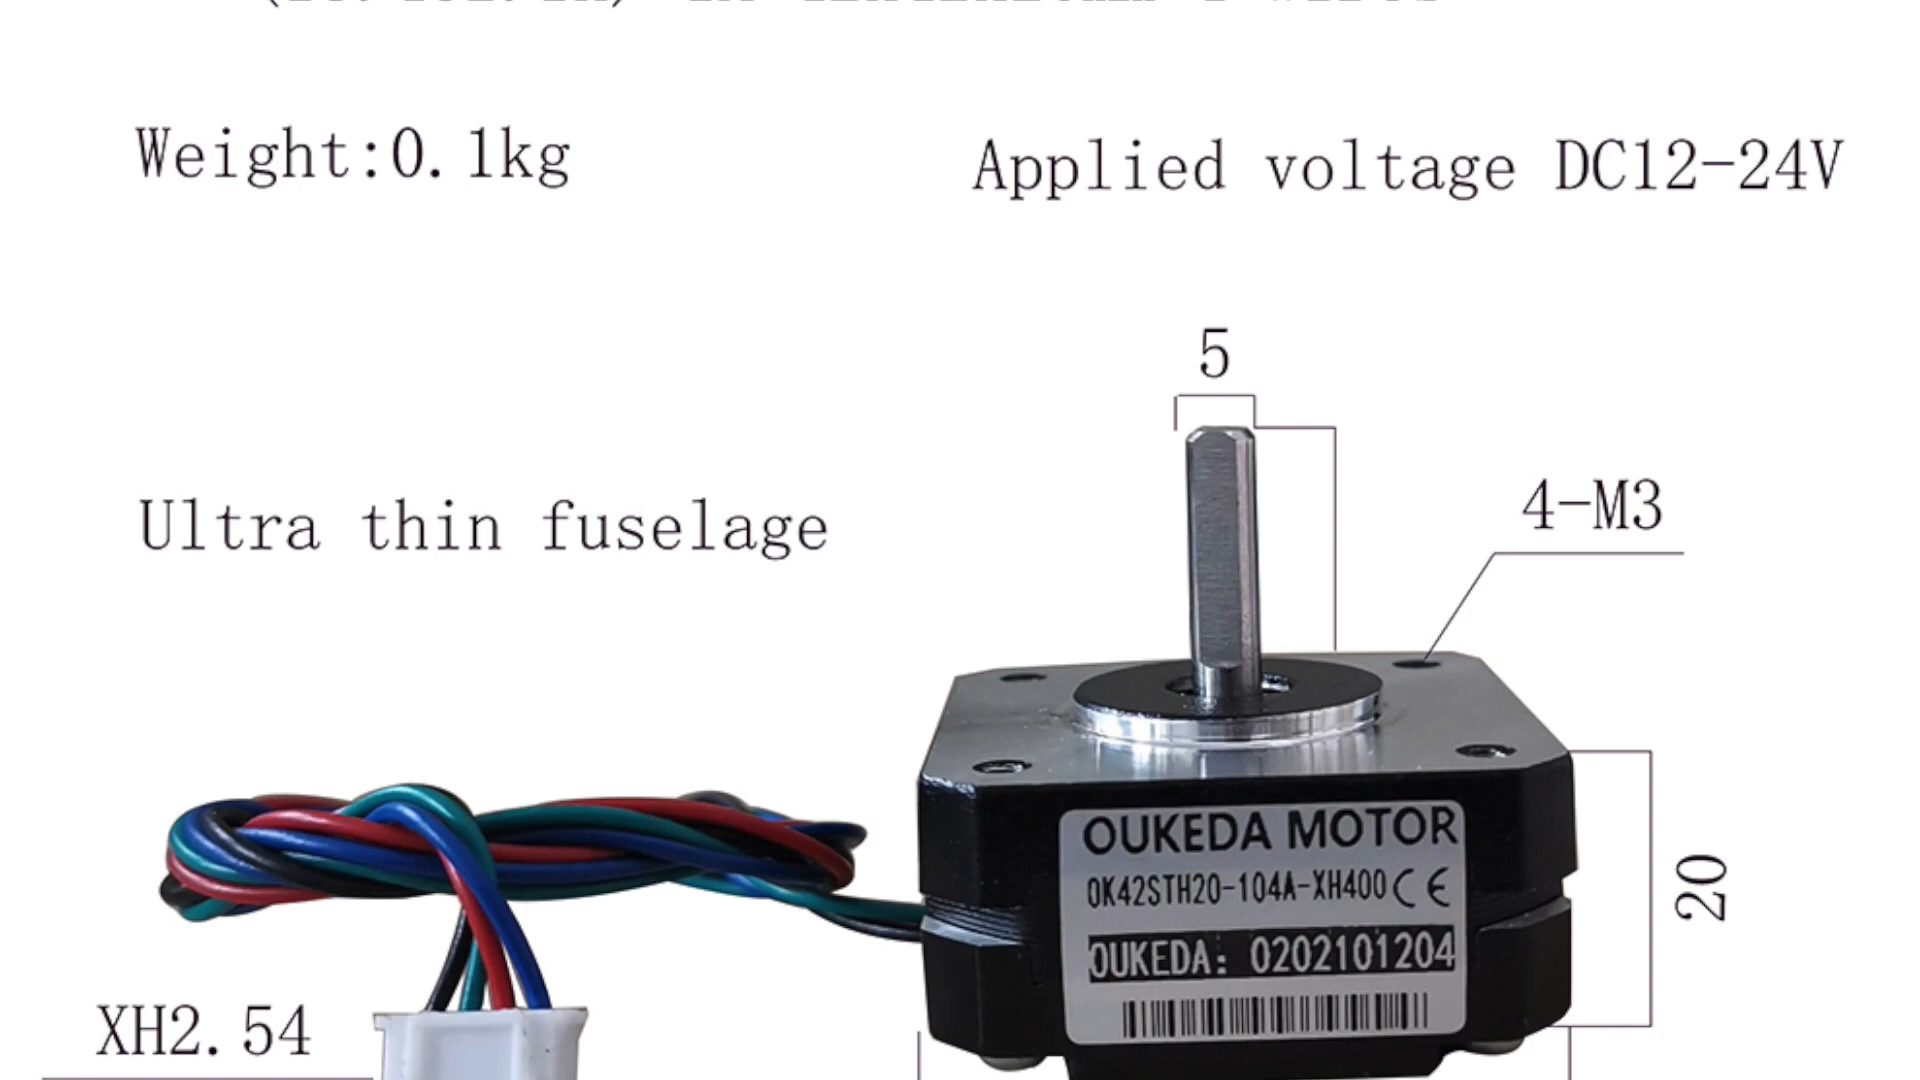 Weight:0.1kg
Applied voltage DC12-24V
5
4-M3
Ultra thin fuselage
OUKEDA MOTOR
OK42STH20-104A-XH400 CE
OUKEDA: 0202101204
20
XH2.54